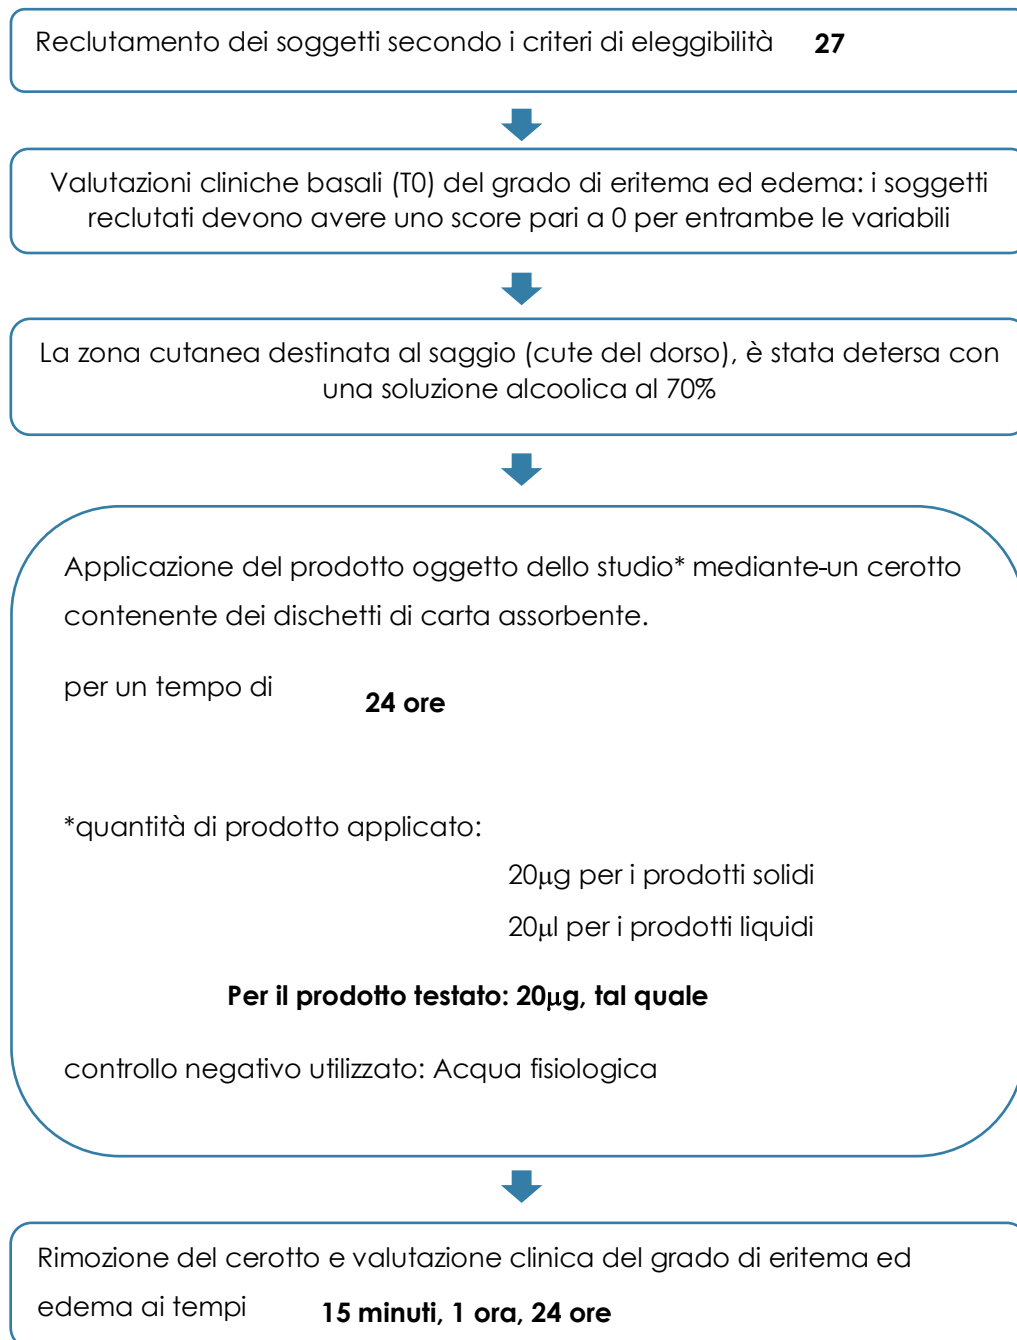 Reclutamento dei soggetti secondo i criteri di eleggibilità 27
Valutazioni cliniche basali (T0) del grado di eritema ed edema: i soggetti
reclutati devono avere uno score pari a 0 per entrambe le variabili
La zona cutanea destinata al saggio (cute del dorso), è stata detersa con
una soluzione alcoolica al 70%
Applicazione del prodotto oggetto dello studio* mediante-un cerotto
contenente dei dischetti di carta assorbente.
per un tempo di 24 ore
*quantità di prodotto applicato:
20µg per i prodotti solidi
20µl per i prodotti liquidi
Per il prodotto testato: 20µg, tal quale
controllo negativo utilizzato: Acqua fisiologica
Rimozione del cerotto e valutazione clinica del grado di eritema ed
edema ai tempi 15 minuti, 1 ora, 24 ore